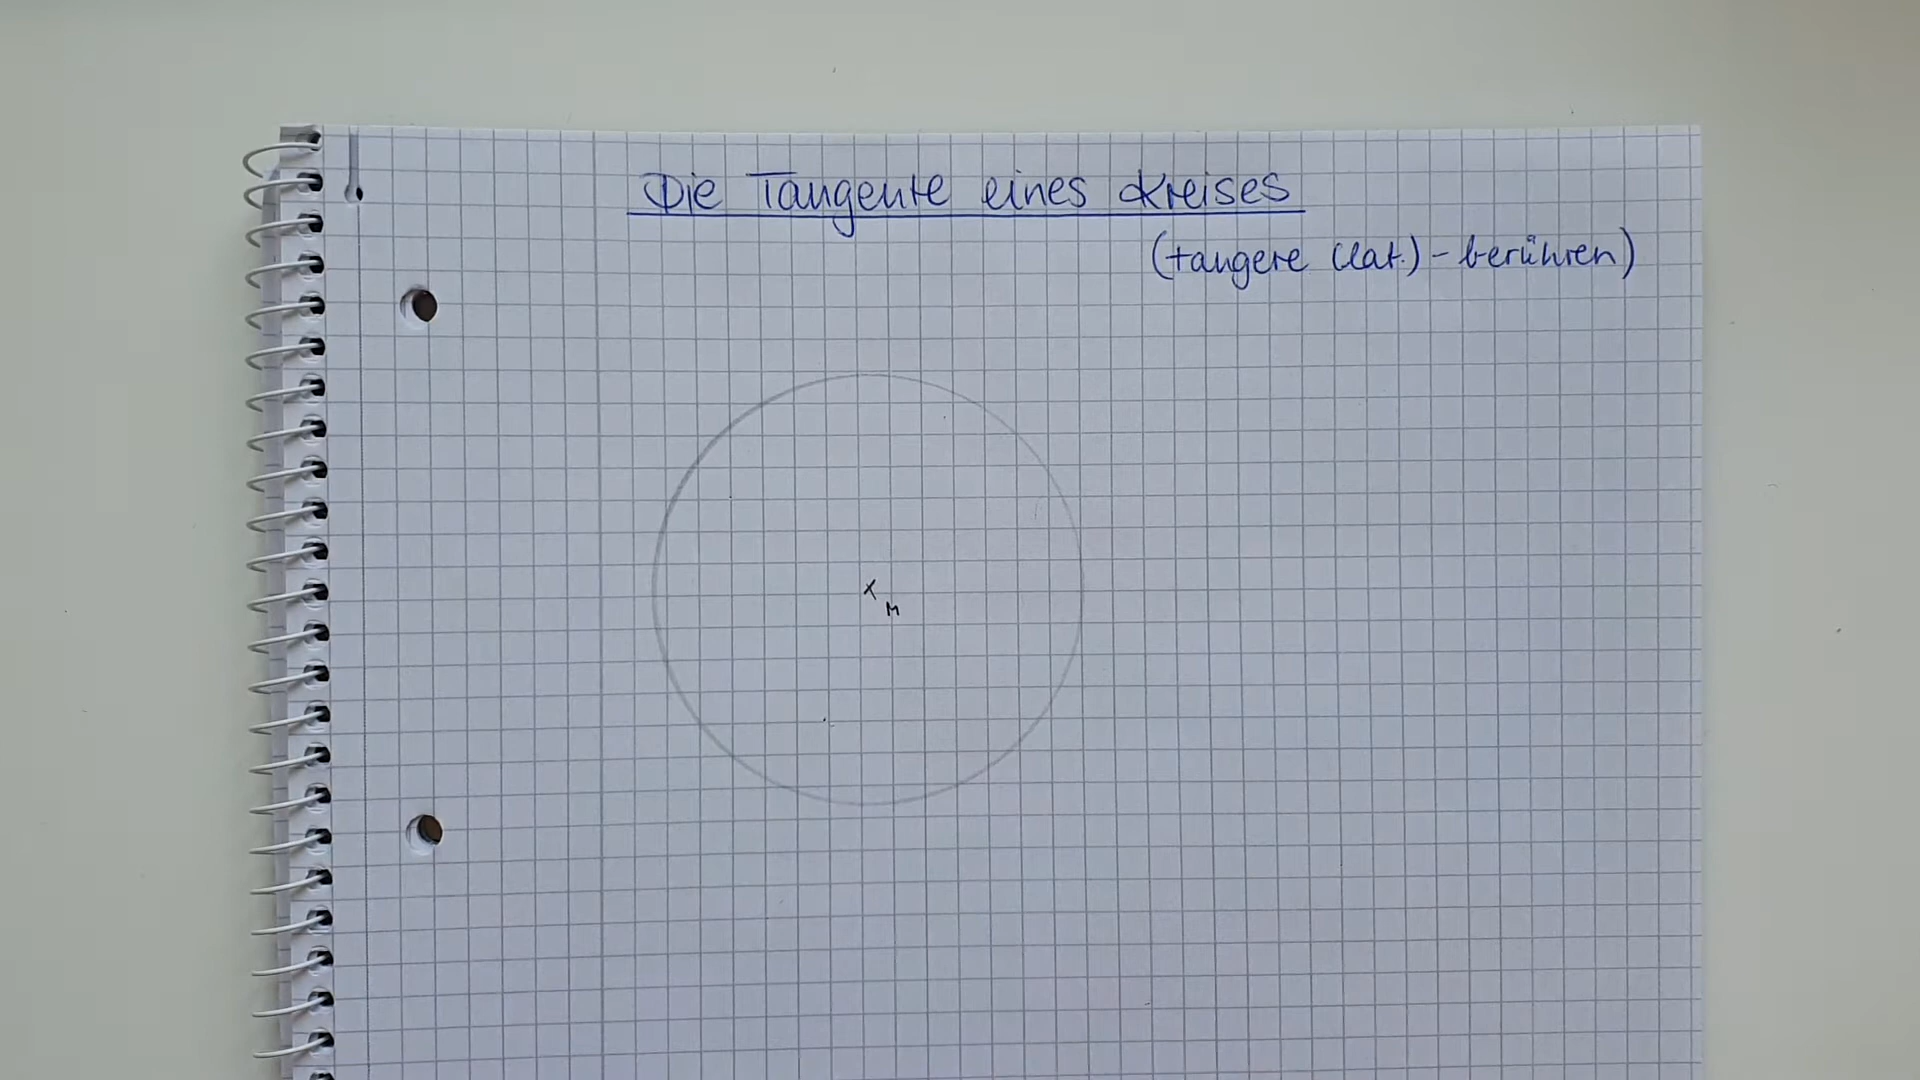 Die Tangente eines Kreises
(tangere (lat.) - berühren)
M